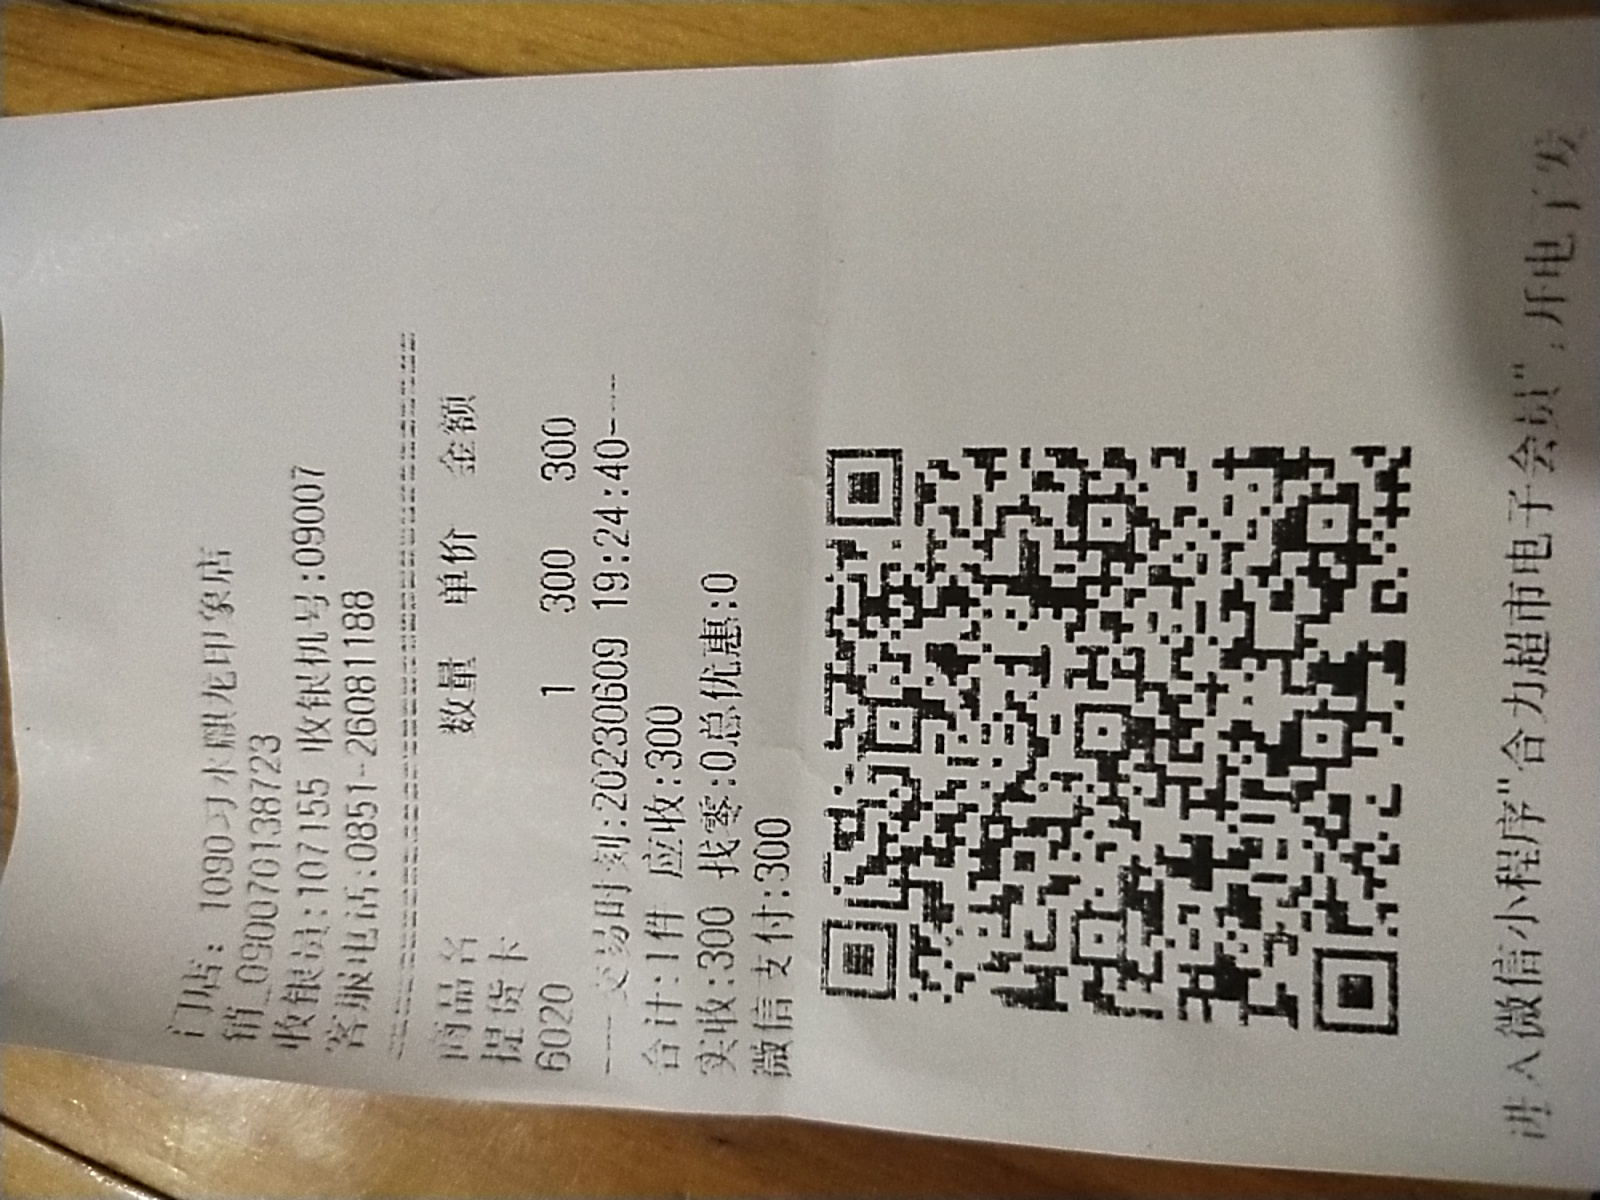 门店: 1090习水麒龙印象店
销_090070138723
收银员:107155 收银机号:09007
客服电话:0851-26081188
商品名 数量 单价 金额
提货卡
6020 1 300 300
----交易时刻:20230609 19:24:40----
合计:1件 应收:300
实收:300 找零:0总优惠:0
微信支付:300
进入微信小程序"合力超市电子会员",开电子发